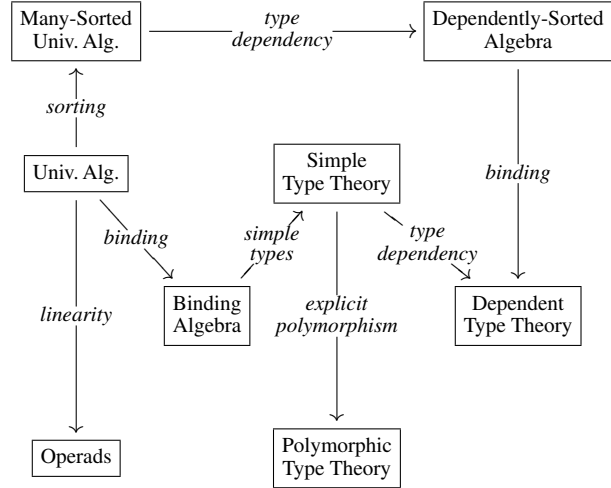 Many-Sorted
Univ. Alg.
type
dependency
Dependently-Sorted
Algebra
sorting
Univ. Alg.
Simple
Type Theory
binding
binding
simple
types
type
dependency
linearity
Binding
Algebra
explicit
polymorphism
Dependent
Type Theory
Operads
Polymorphic
Type Theory